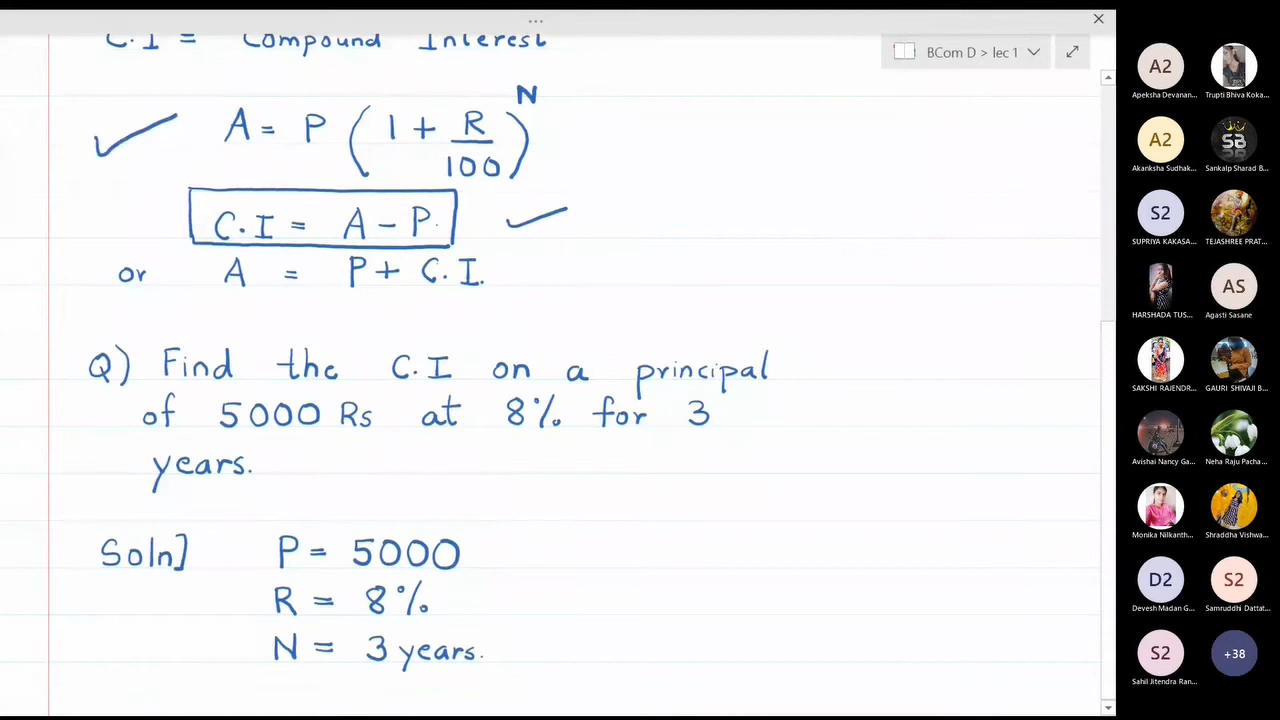 C.I = Compound Interest
BCom D > lec 1
A = P ( 1 + R/100 )^N
C.I = A - P.
or A = P + C.I.
Q) Find the C.I on a principal
of 5000 Rs at 8% for 3
years.
Soln] P = 5000
R = 8%
N = 3 years.
A2
Apeksha Devanan...
Trupti Bhiva Koka...
A2
Akanksha Sudhak...
SB
Sankalp Sharad B...
S2
SUPRIYA KAKASA...
TEJASHREE PRAT...
HARSHADA TUS...
AS
Agasti Sasane
SAKSHI RAJENDR...
GAURI SHIVAJI B...
Avishai Nancy Ga...
Neha Raju Pacha...
Monika Nilkanth...
Shraddha Vishwa...
D2
Devesh Madan G...
S2
Samruddhi Dattat...
S2
Sahil Jitendra Ran...
+38